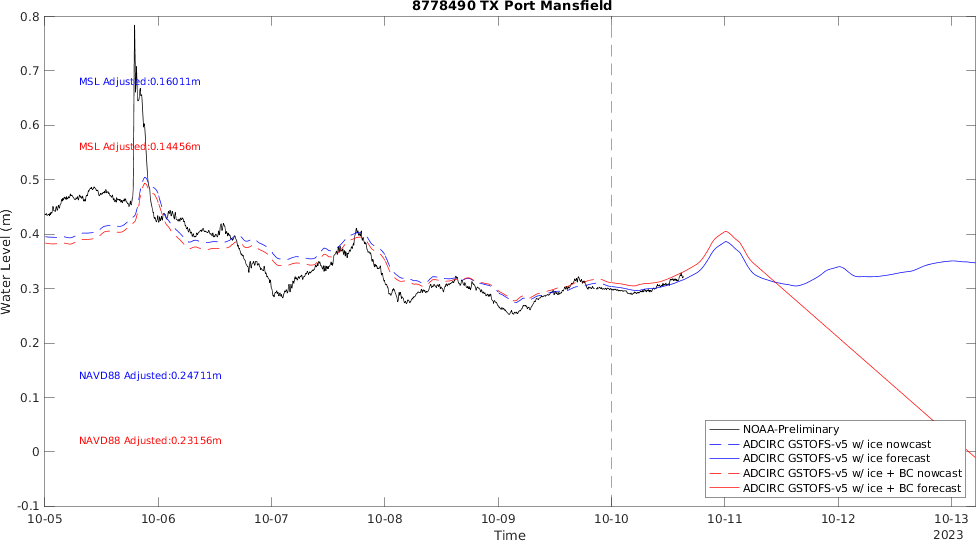 8778490 TX Port Mansfield
0.8
0.7
0.6
0.5
0.4
0.3
0.2
0.1
0
-0.1
Water Level (m)
MSL Adjusted:0.16011m
MSL Adjusted:0.14456m
NAVD88 Adjusted:0.24711m
NAVD88 Adjusted:0.23156m
NOAA-Preliminary
ADCIRC GSTOFS-v5 w/ ice nowcast
ADCIRC GSTOFS-v5 w/ ice forecast
ADCIRC GSTOFS-v5 w/ ice + BC nowcast
ADCIRC GSTOFS-v5 w/ ice + BC forecast
10-05 10-06 10-07 10-08 10-09 10-10 10-11 10-12 10-13
Time
2023